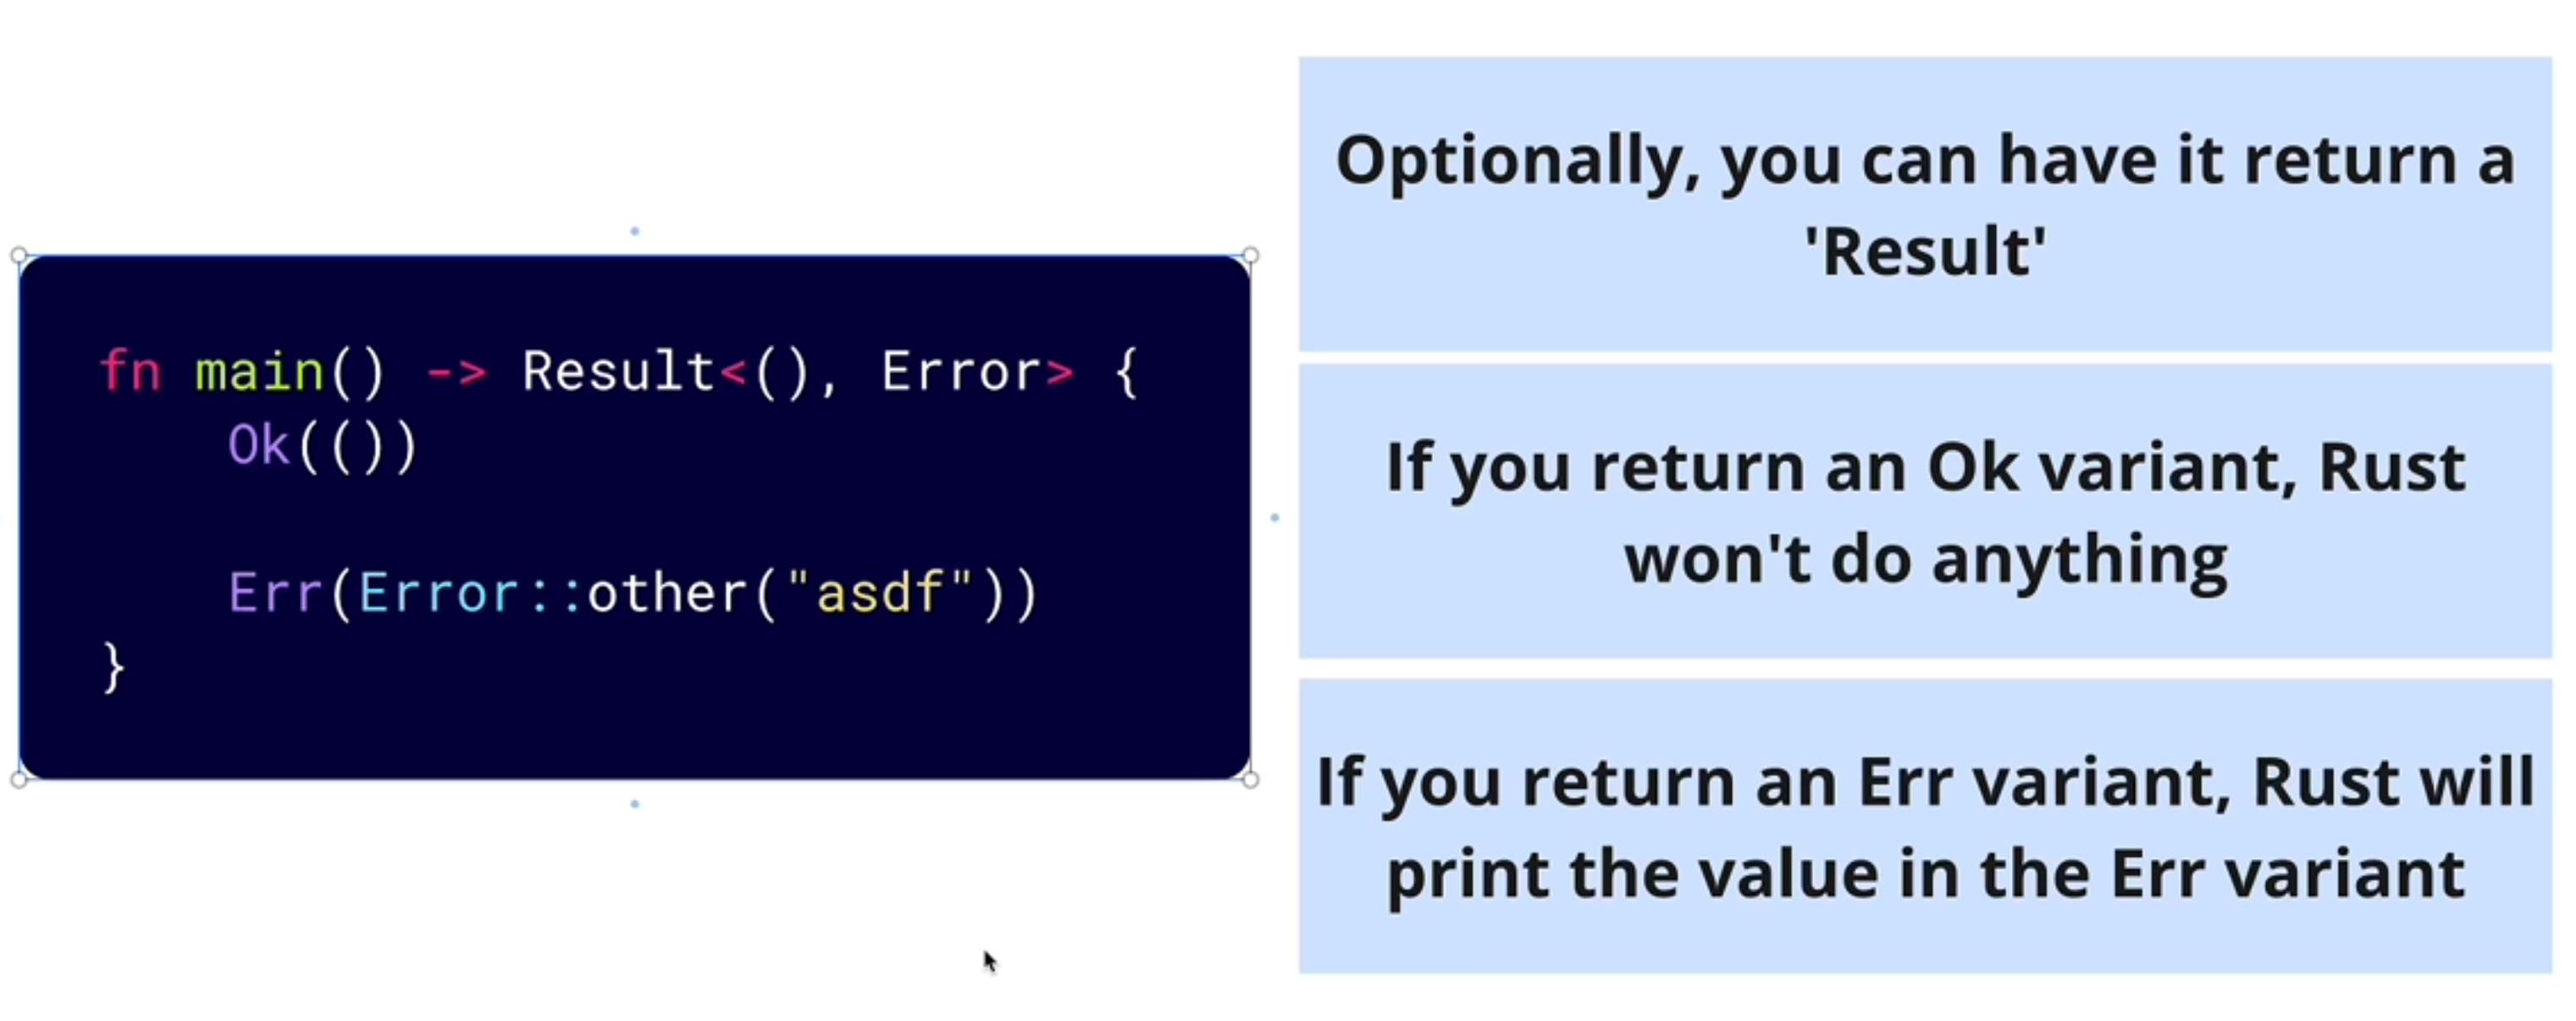 fn main() -> Result<(), Error> {
    Ok(())

    Err(Error::other("asdf"))
}
Optionally, you can have it return a
'Result'
If you return an Ok variant, Rust
won't do anything
If you return an Err variant, Rust will
print the value in the Err variant